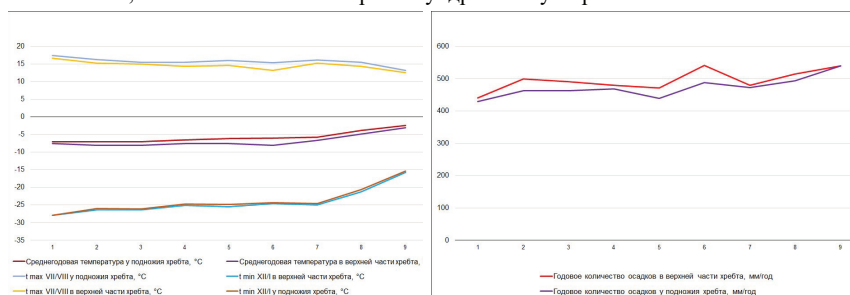 20
15
10
5
0
-5
-10
-15
-20
-25
-30
-35
1 2 3 4 5 6 7 8 9
Среднегодовая температура у подножия хребта, °С
Среднегодовая температура в верхней части хребта,
t max VII/VIII у подножия хребта, °С
t min XII/I в верхней части хребта, °С
t max VII/VIII в верхней части хребта, °С
t min XII/I у подножия хребта, °С
600
500
400
300
200
100
0
1 2 3 4 5 6 7 8 9
Годовое количество осадков в верхней части хребта, мм/год
Годовое количество осадков у подножия хребта, мм/год